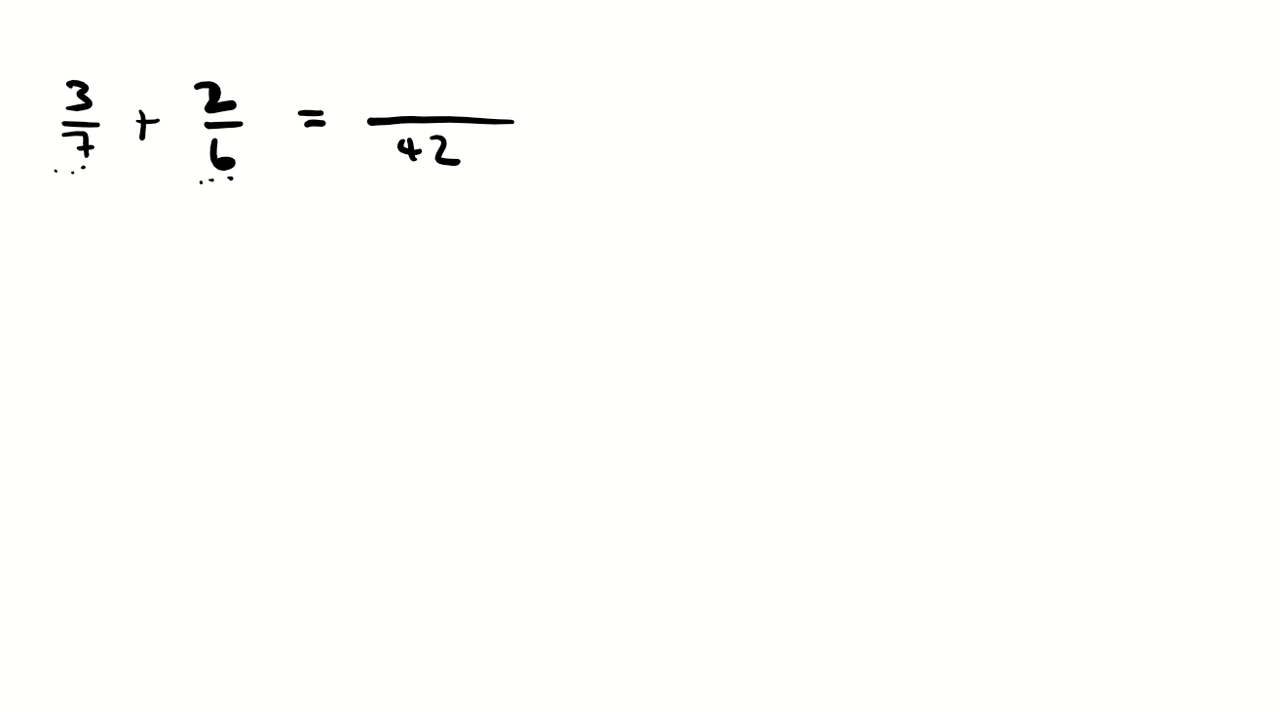 3/7 + 2/6 = /42